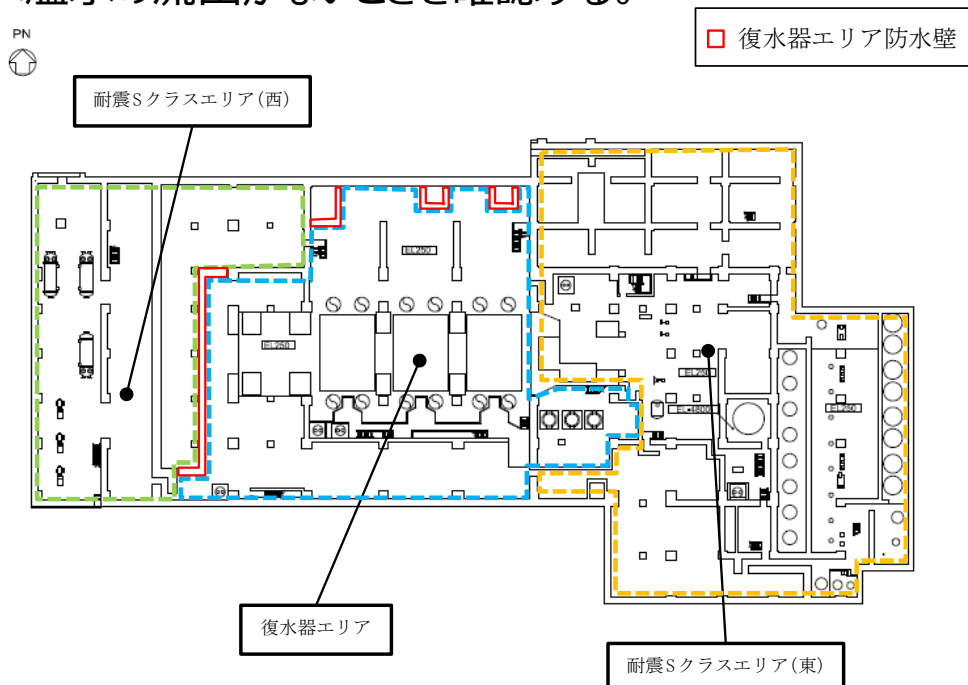 溢水の流出がないことを確認する。
PN
復水器エリア防水壁
耐震Sクラスエリア(西)
EL250
EL250
EL250
EL-4800
EL250
復水器エリア
耐震Sクラスエリア(東)